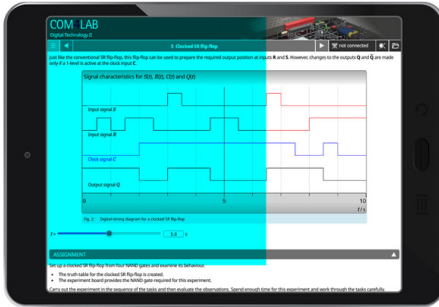 COM LAB
Digital Technology II
3 Clocked SR flip-flop
not connected
Just like the conventional SR flip-flop, this flip-flop can be used to prepare the required output position at inputs R and S. However, changes to the outputs Q and Q̅ are made
only if a 1-level is active at the clock input C.
Signal characteristics for S(t), R(t), C(t) and Q(t)
Input signal S
Input signal R
Clock signal C
Output signal Q
0 5 10
t / s
Fig. 2: Digital timing diagram for a clocked SR flip-flop
t = 5.0 s
ASSIGNMENT
Set up a clocked SR flip-flop from four NAND gates and examine its behaviour.
• The truth-table for the clocked SR flip-flop is created.
• The experiment board provides the NAND gate required for this experiment.
Carry out the experiment in the sequence of the tasks and then evaluate the observations. Spend enough time for this experiment and work through the tasks carefully.